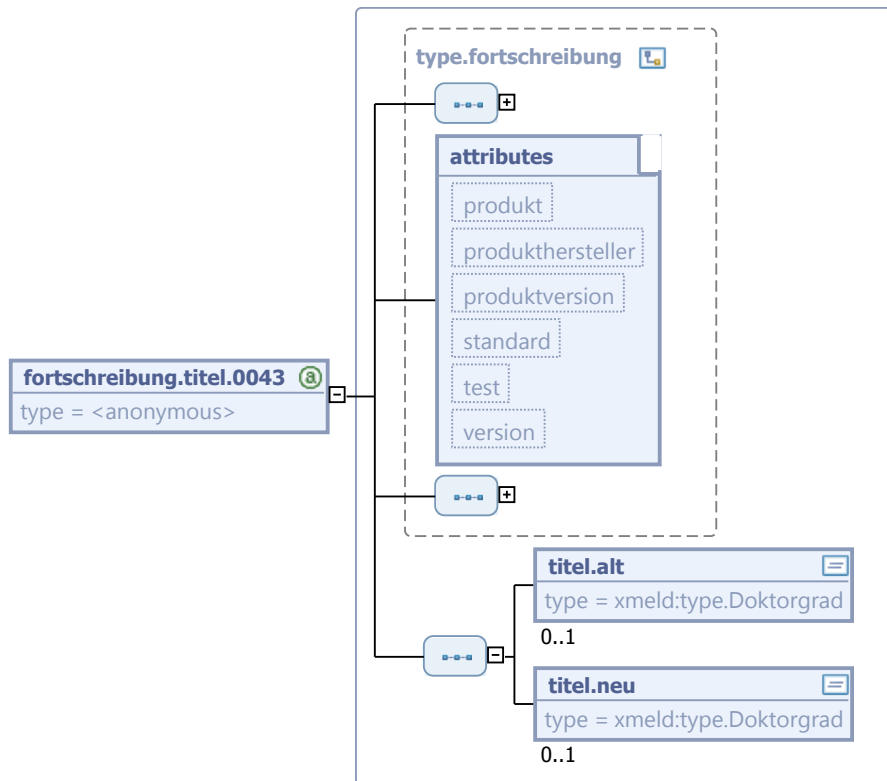 type.fortschreibung
attributes
produkt
produkthersteller
produktversion
standard
test
version
fortschreibung.titel.0043
type = <anonymous>
titel.alt
type = xmeld:type.Doktorgrad
0..1
titel.neu
type = xmeld:type.Doktorgrad
0..1